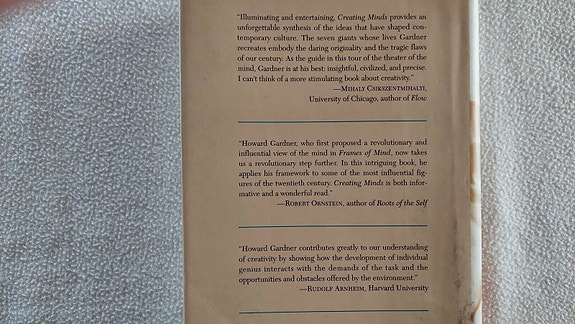 “Illuminating and entertaining, Creating Minds provides an
unforgettable synthesis of the ideas that have shaped con-
temporary culture. The seven giants whose lives Gardner
recreates embody the daring originality and the tragic flaws
of our century. As the guide in this tour of the theater of the
mind, Gardner is at his best: insightful, civilized, and precise.
I can't think of a more stimulating book about creativity.”
—MIHALY CSIKSZENTMIHALYI,
University of Chicago, author of Flow
“Howard Gardner, who first proposed a revolutionary and
influential view of the mind in Frames of Mind, now takes
us a revolutionary step further. In this intriguing book, he
applies his framework to some of the most influential fig-
ures of the twentieth century. Creating Minds is both infor-
mative and a wonderful read.”
—ROBERT ORNSTEIN, author of Roots of the Self
“Howard Gardner contributes greatly to our understanding
of creativity by showing how the development of individual
genius interacts with the demands of the task and the
opportunities and obstacles offered by the environment.”
—RUDOLF ARNHEIM, Harvard University